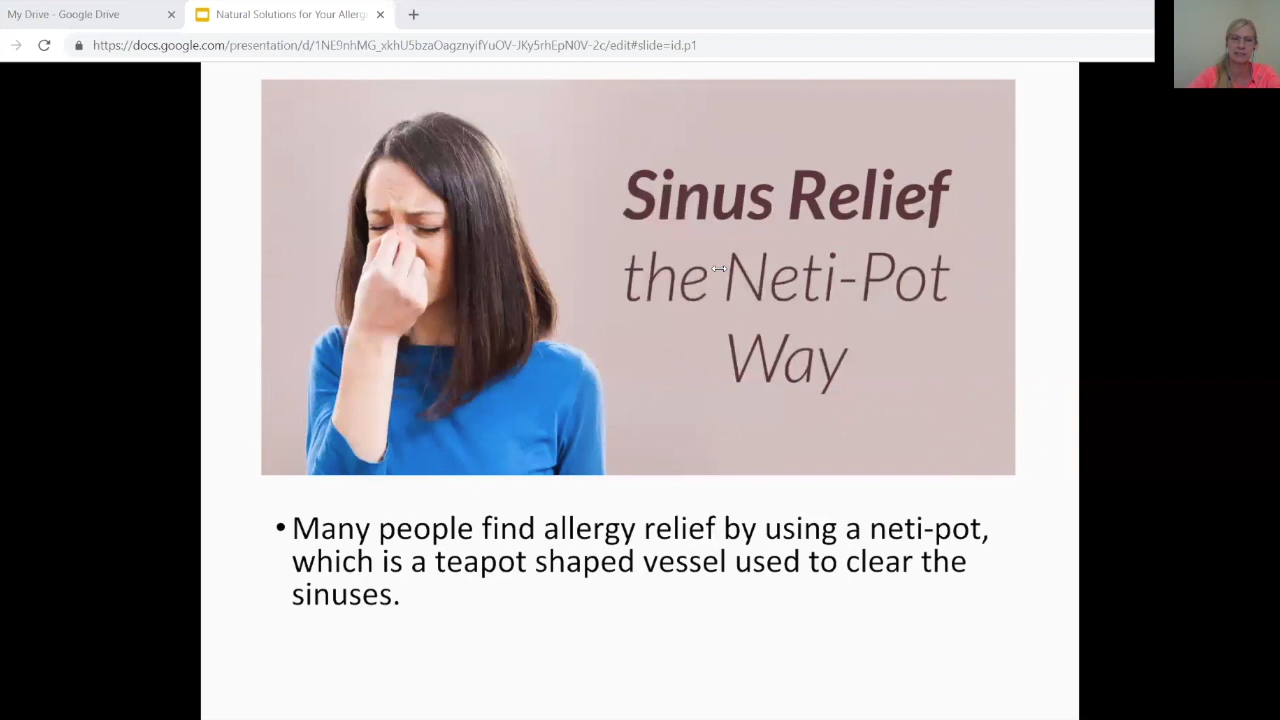 My Drive - Google Drive
Natural Solutions for Your Allerg
https://docs.google.com/presentation/d/1NE9nhMG_xkhU5bzaOagznyifYuOV-JKy5rhEpN0V-2c/edit#slide=id.p1
Sinus Relief
the Neti-Pot
Way
• Many people find allergy relief by using a neti-pot,
which is a teapot shaped vessel used to clear the
sinuses.